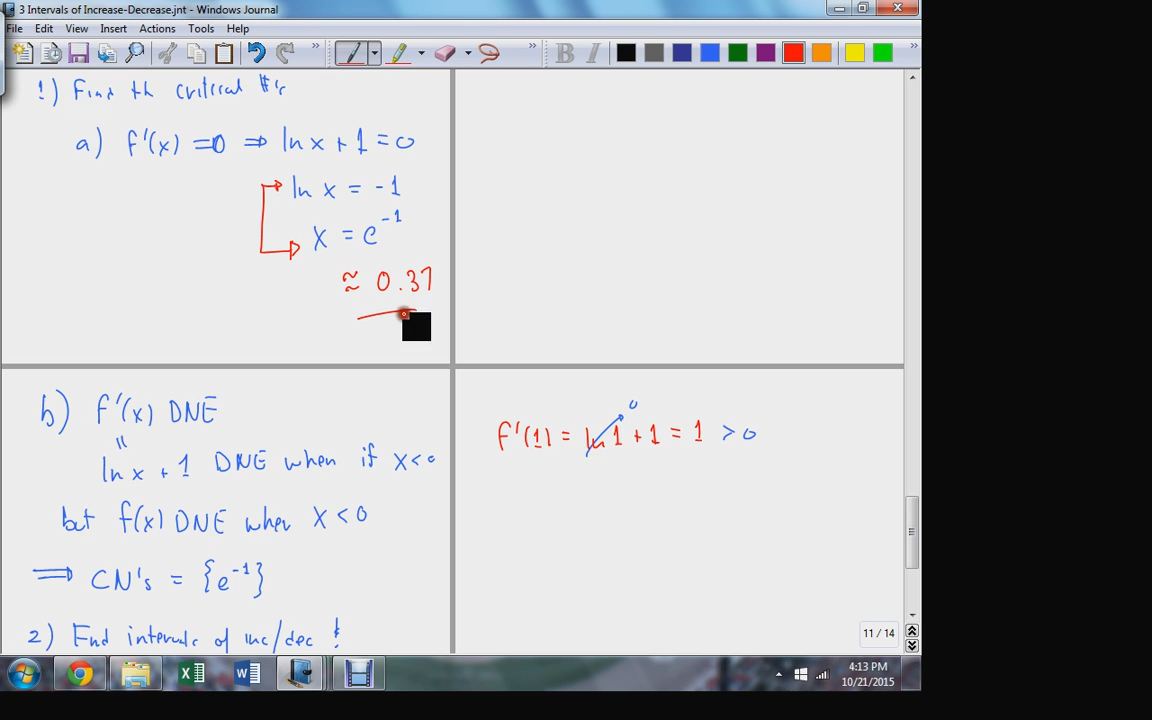 3 Intervals of Increase-Decrease.jnt - Windows Journal
File Edit View Insert Actions Tools Help
B I
1) Find th critical #'s
a) f'(x) = 0 ⇒ ln x + 1 = 0
ln x = -1
x = e⁻¹
≈ 0.37
b) f'(x) DNE
"
ln x + 1 DNE when if x < 0
but f(x) DNE when x < 0
⇒ CN's = {e⁻¹}
2) End intervals of inc/dec !
f'(1) = ln 1 + 1 = 1 > 0
0
11 / 14
4:13 PM
10/21/2015